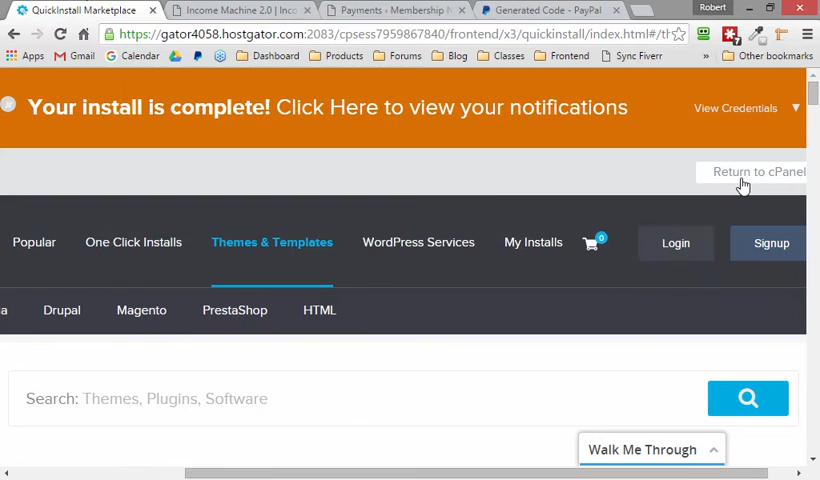 Robert
QuickInstall Marketplace
Income Machine 2.0 | Inco
Payments ‹ Membership N
Generated Code - PayPal
https://gator4058.hostgator.com:2083/cpsess7959867840/frontend/x3/quickinstall/index.html#/th
Apps
Gmail
Dashboard
Products
Forums
Blog
Classes
Frontend
Sync Fiverr
»
Other bookmarks
Your install is complete! Click Here to view your notifications
View Credentials
Return to cPanel
Popular
One Click Installs
Themes & Templates
WordPress Services
My Installs
0
Login
Signup
a
Drupal
Magento
PrestaShop
HTML
Search: Themes, Plugins, Software
Walk Me Through